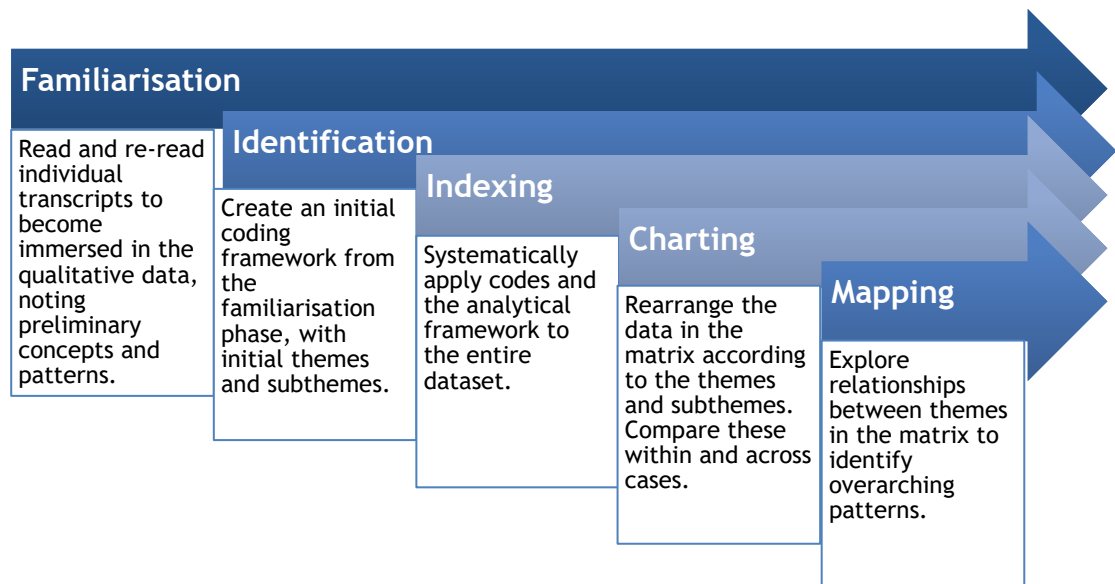 Familiarisation
Read and re-read
individual
transcripts to
become
immersed in the
qualitative data,
noting
preliminary
concepts and
patterns.
Identification
Create an initial
coding
framework from
the
familiarisation
phase, with
initial themes
and subthemes.
Indexing
Systematically
apply codes and
the analytical
framework to
the entire
dataset.
Charting
Rearrange the
data in the
matrix according
to the themes
and subthemes.
Compare these
within and across
cases.
Mapping
Explore
relationships
between themes
in the matrix to
identify
overarching
patterns.